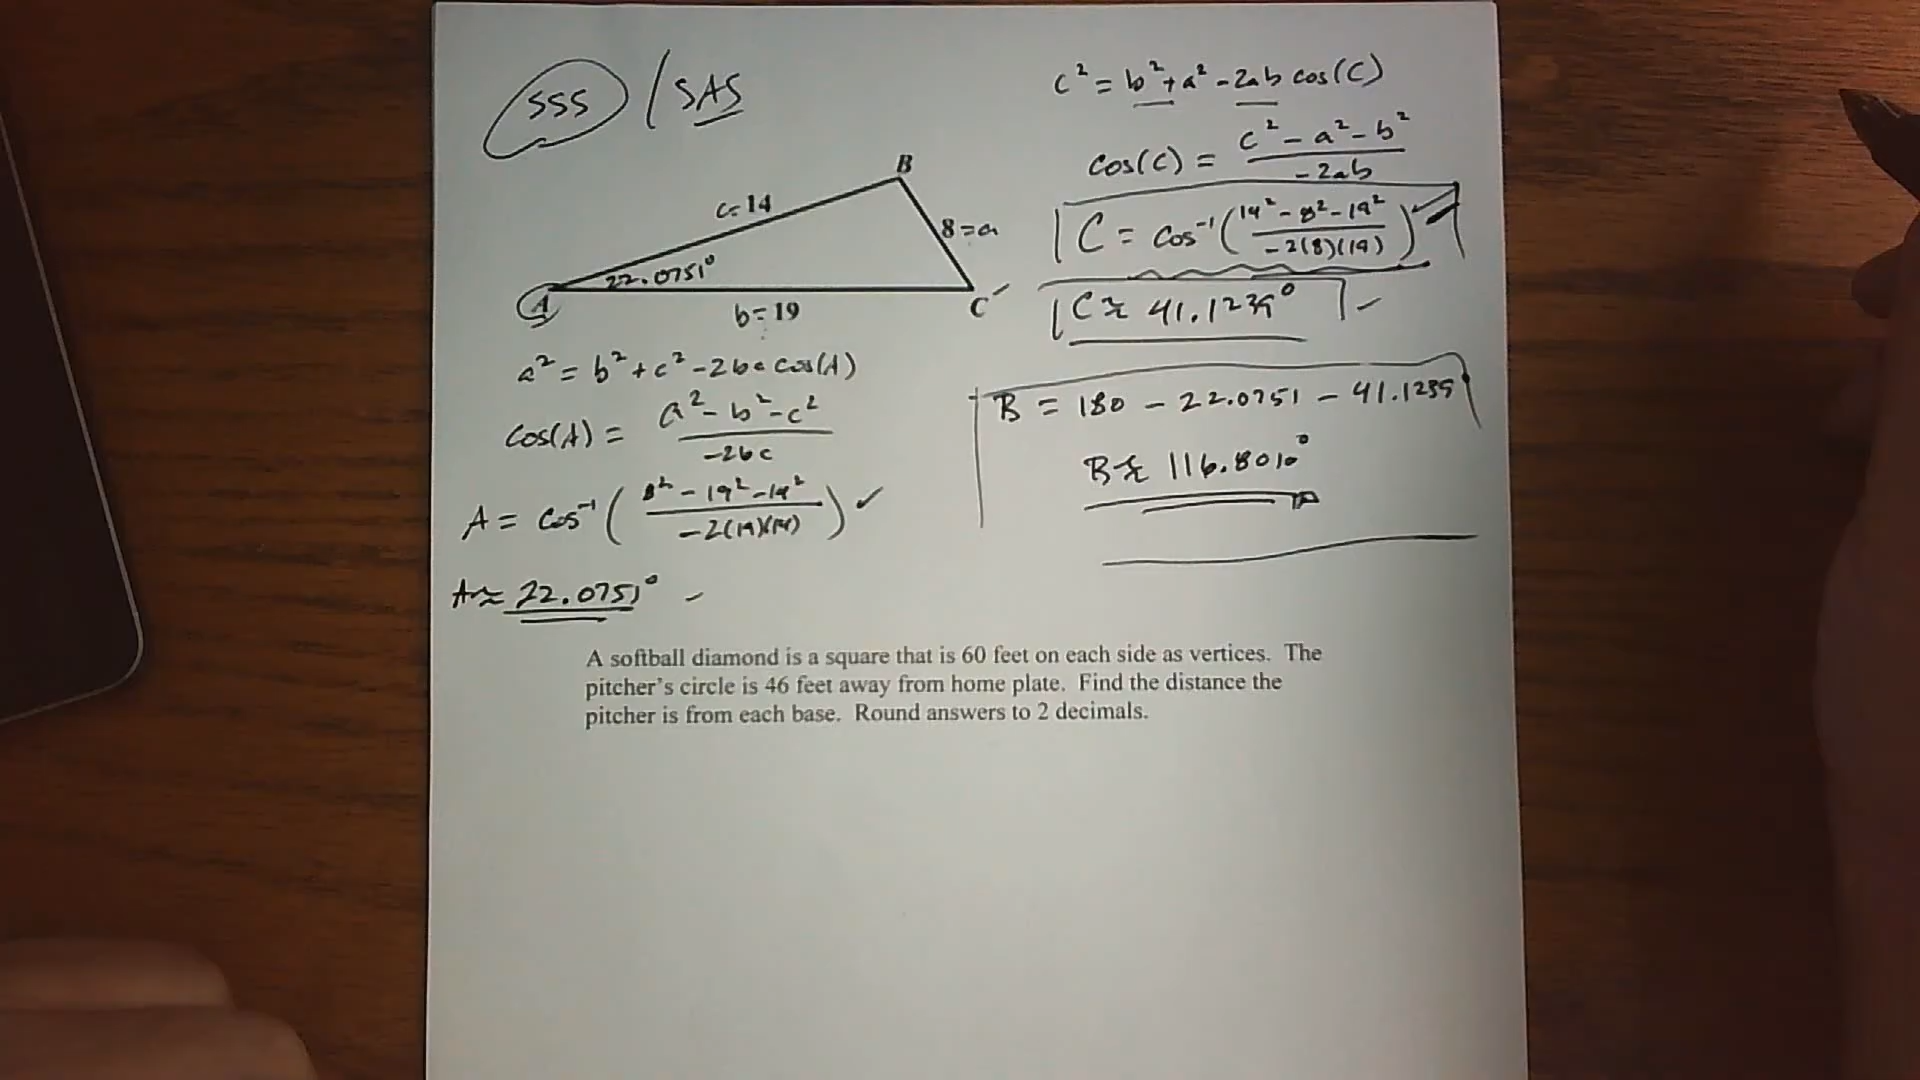 SSS / SAS
B
c=14
8=a
22.0751°
A
b=19
C
a² = b² + c² - 2bc cos(A)
cos(A) = (a² - b² - c²) / -2bc
A = cos⁻¹( (8² - 19² - 14²) / -2(19)(14) ) ✓
A ≈ 22.0751°
c² = b² + a² - 2ab cos(C)
cos(C) = (c² - a² - b²) / -2ab
C = cos⁻¹( (14² - 8² - 19²) / -2(8)(19) )
C ≈ 41.1239°
B = 180 - 22.0751 - 41.1239
B ≈ 116.8010°
A softball diamond is a square that is 60 feet on each side as vertices. The
pitcher's circle is 46 feet away from home plate. Find the distance the
pitcher is from each base. Round answers to 2 decimals.